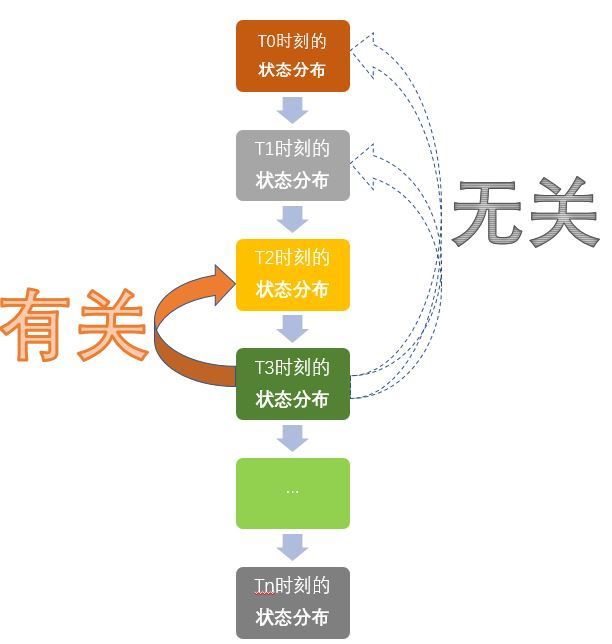 T0时刻的
状态分布
T1时刻的
状态分布
无关
T2时刻的
状态分布
有关
T3时刻的
状态分布
...
Tn时刻的
状态分布